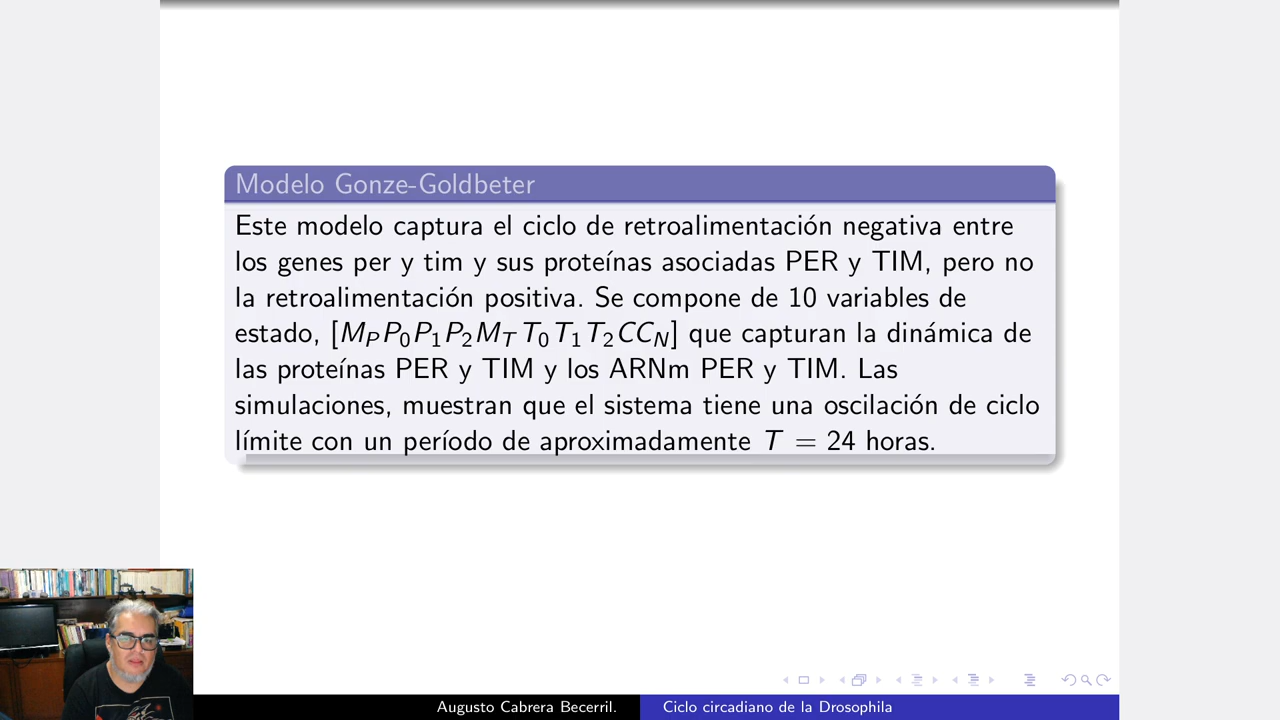 Modelo Gonze-Goldbeter
Este modelo captura el ciclo de retroalimentación negativa entre
los genes per y tim y sus proteínas asociadas PER y TIM, pero no
la retroalimentación positiva. Se compone de 10 variables de
estado, [M_P P_0 P_1 P_2 M_T T_0 T_1 T_2 C C_N] que capturan la dinámica de
las proteínas PER y TIM y los ARNm PER y TIM. Las
simulaciones, muestran que el sistema tiene una oscilación de ciclo
límite con un período de aproximadamente T = 24 horas.
Augusto Cabrera Becerril.
Ciclo circadiano de la Drosophila